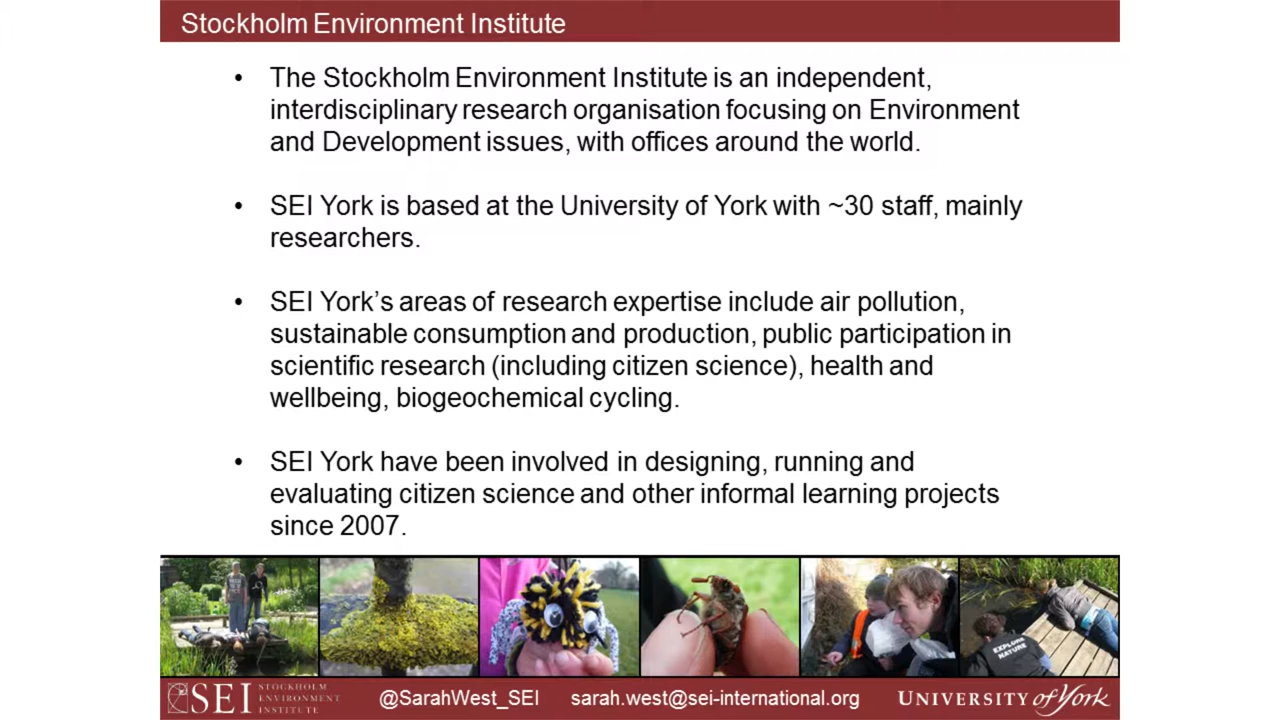 Stockholm Environment Institute
• The Stockholm Environment Institute is an independent,
interdisciplinary research organisation focusing on Environment
and Development issues, with offices around the world.
• SEI York is based at the University of York with ~30 staff, mainly
researchers.
• SEI York’s areas of research expertise include air pollution,
sustainable consumption and production, public participation in
scientific research (including citizen science), health and
wellbeing, biogeochemical cycling.
• SEI York have been involved in designing, running and
evaluating citizen science and other informal learning projects
since 2007.
EXPLORE
NATURE
SEI
STOCKHOLM
ENVIRONMENT
INSTITUTE
@SarahWest_SEI
sarah.west@sei-international.org
UNIVERSITY of York